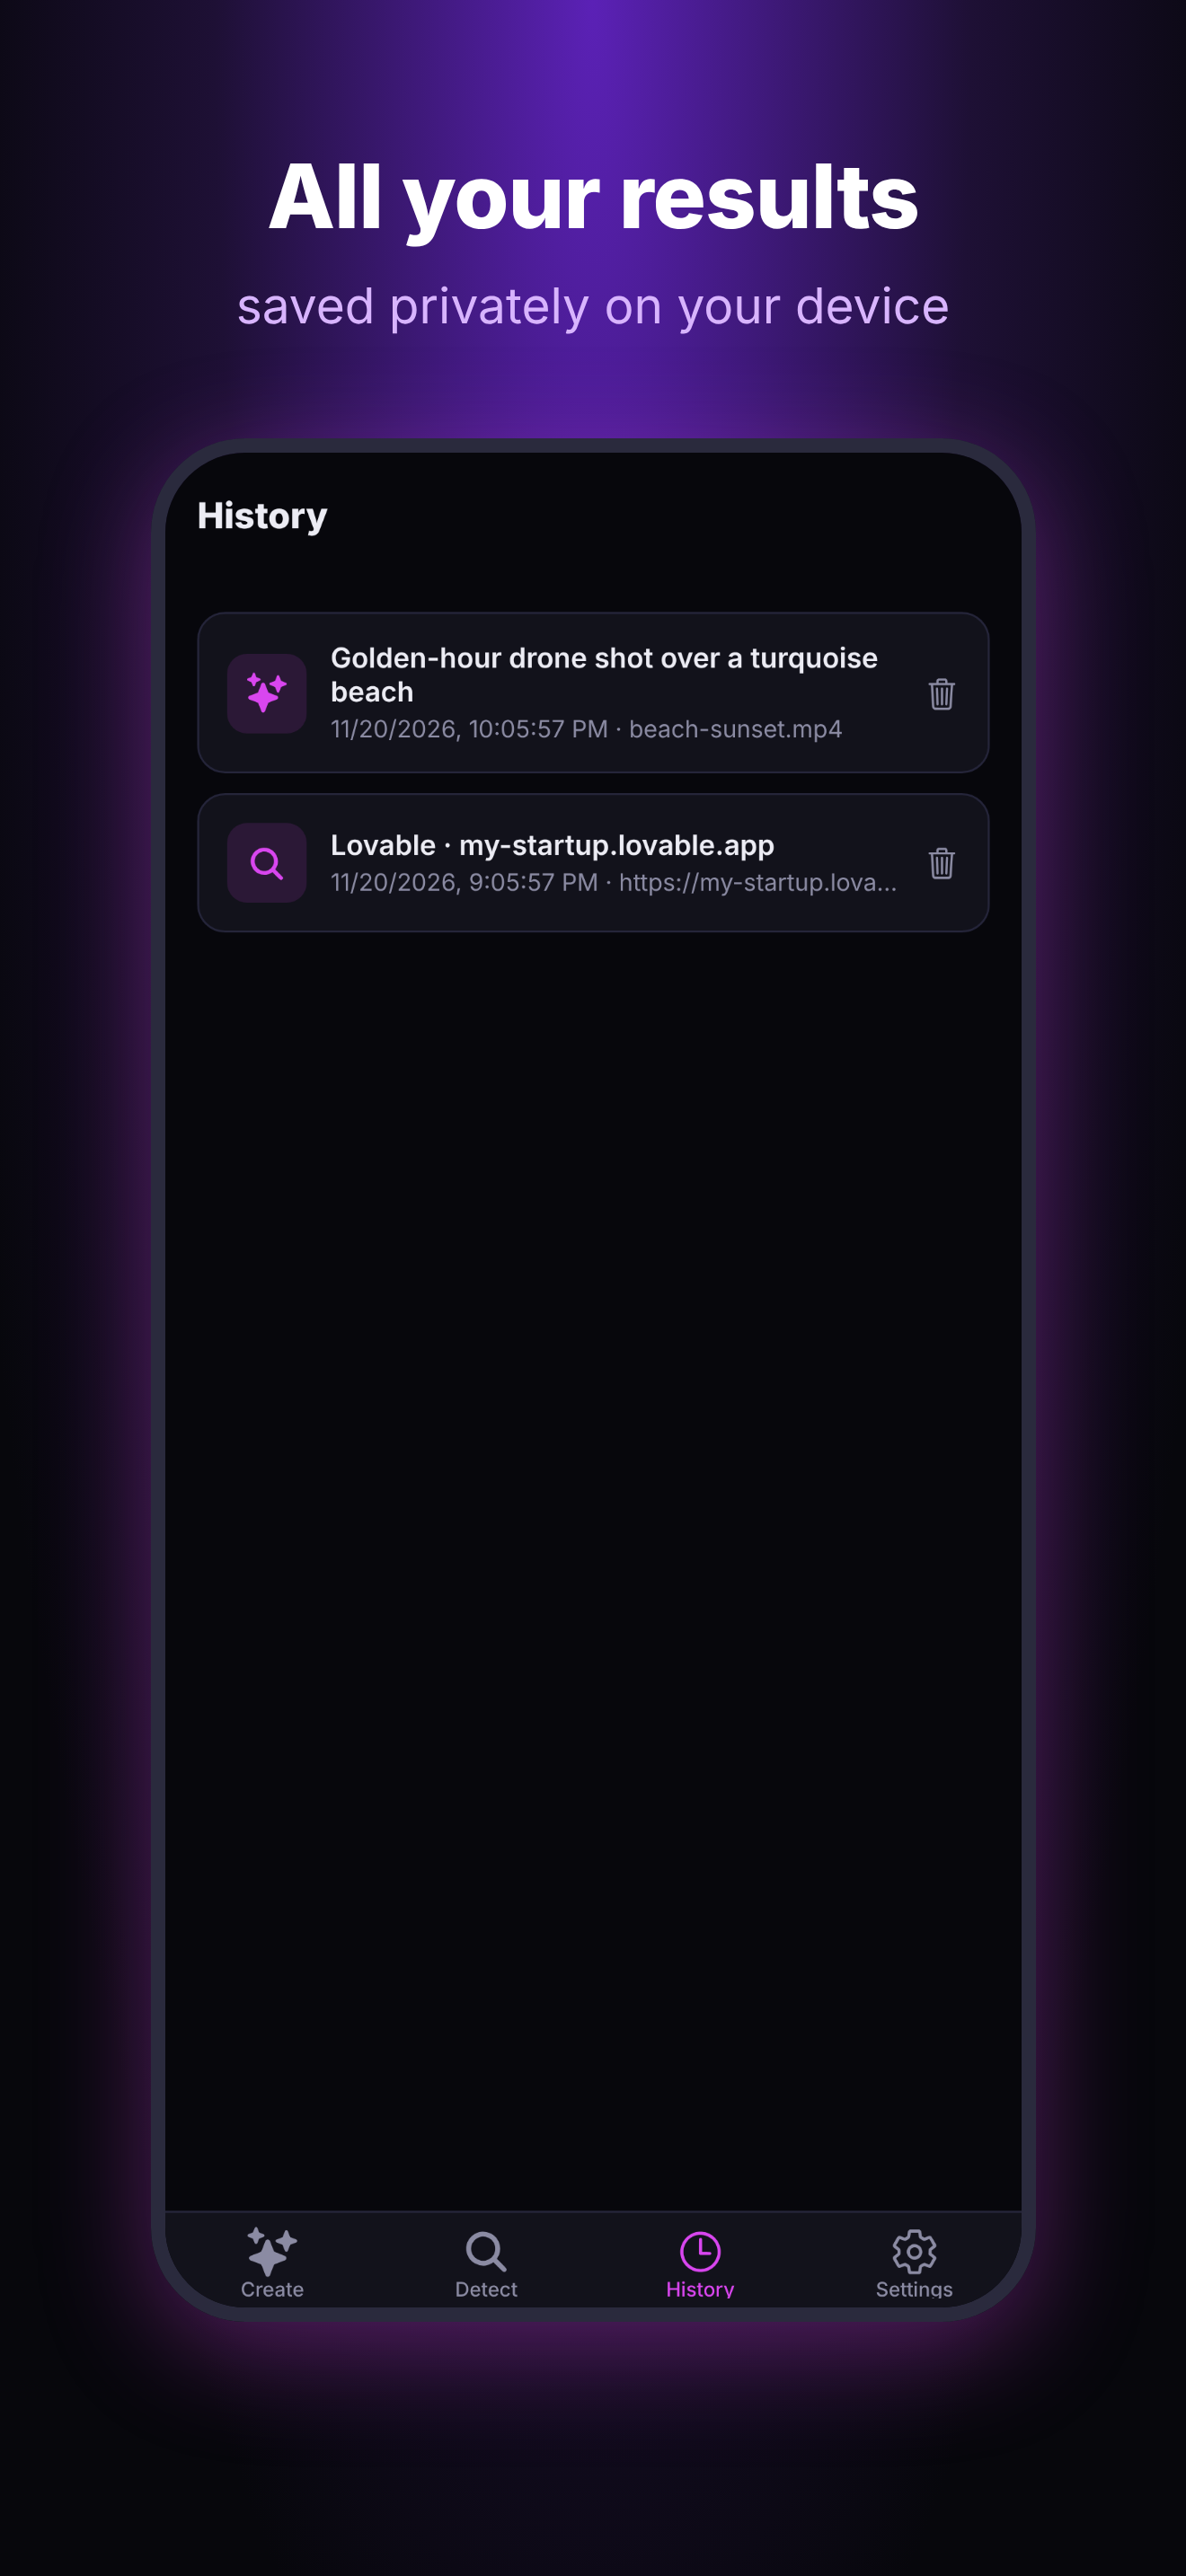 All your results
saved privately on your device
History
Golden-hour drone shot over a turquoise
beach
11/20/2026, 10:05:57 PM · beach-sunset.mp4
Lovable · my-startup.lovable.app
11/20/2026, 9:05:57 PM · https://my-startup.lova...
Create
Detect
History
Settings